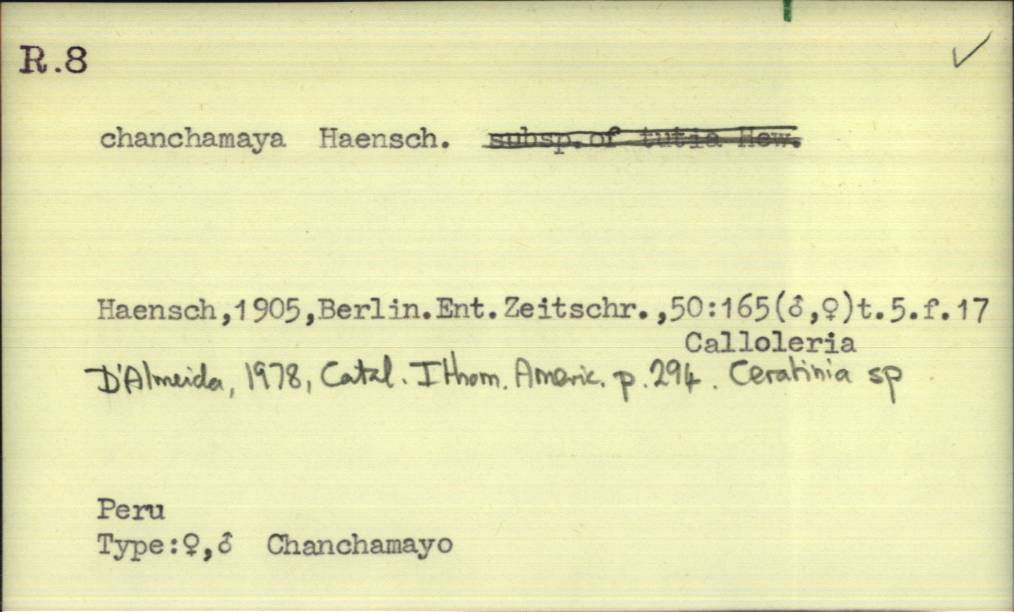 R.8
chanchamaya Haensch. subsp.of tutia Hew.
Haensch,1905,Berlin.Ent.Zeitschr.,50:165(♂,♀)t.5.f.17
Calloleria
D'Almeida, 1978, Catal. Ithom. Americ. p.294. Ceratinia sp
Peru
Type:♀,♂ Chanchamayo